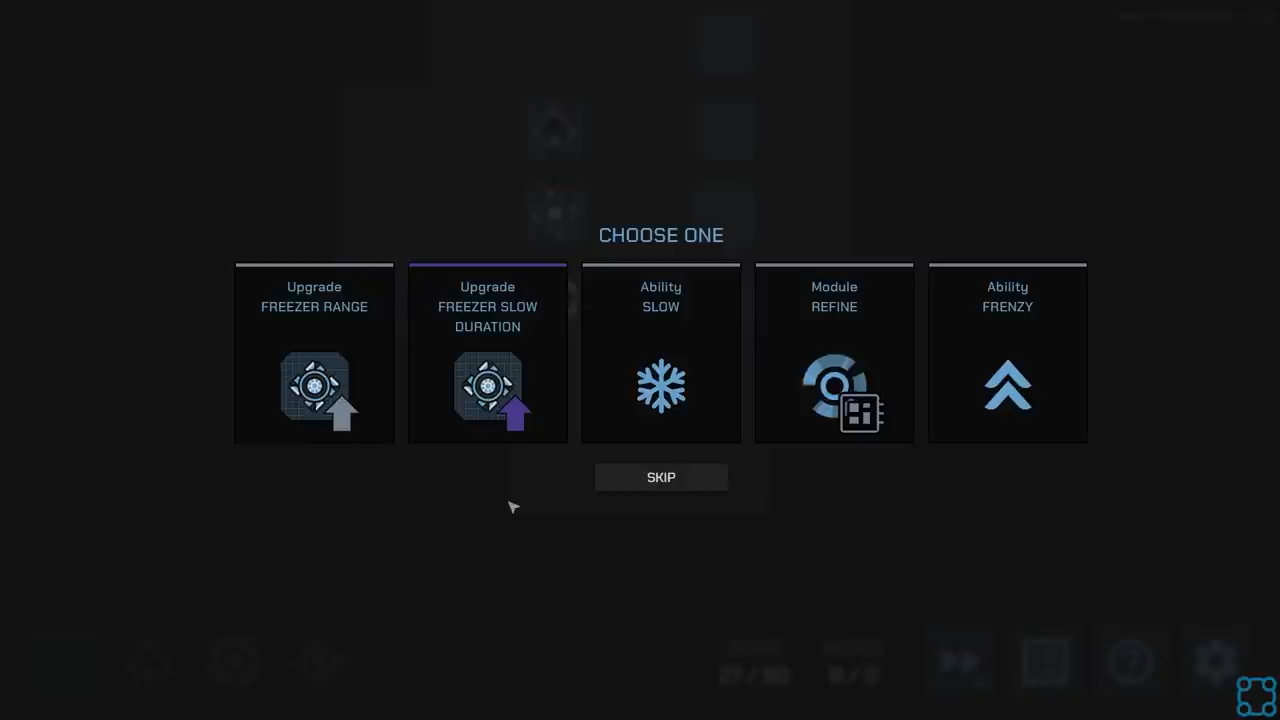 CHOOSE ONE
Upgrade
FREEZER RANGE
Upgrade
FREEZER SLOW
DURATION
Ability
SLOW
Module
REFINE
Ability
FRENZY
SKIP